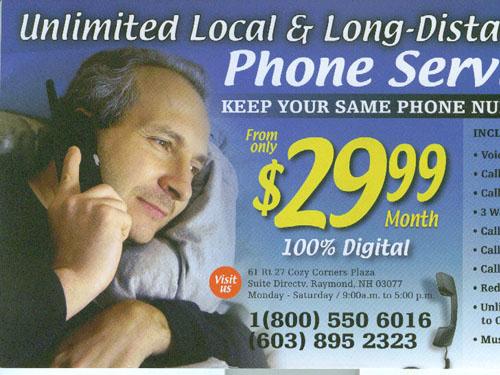 Unlimited Local & Long-Dista
Phone Serv
KEEP YOUR SAME PHONE NU
From
only
$29.99
Month
100% Digital
Visit
us
61 Rt 27 Cozy Corners Plaza
Suite Directv, Raymond, NH 03077
Monday - Saturday / 9:00a.m. to 5:00 p.m.
1(800) 550 6016
(603) 895 2323
INCL
• Voi
• Call
• Call
• 3 W
• Call
• Call
• Call
• Red
• Unli
to C
• Mus